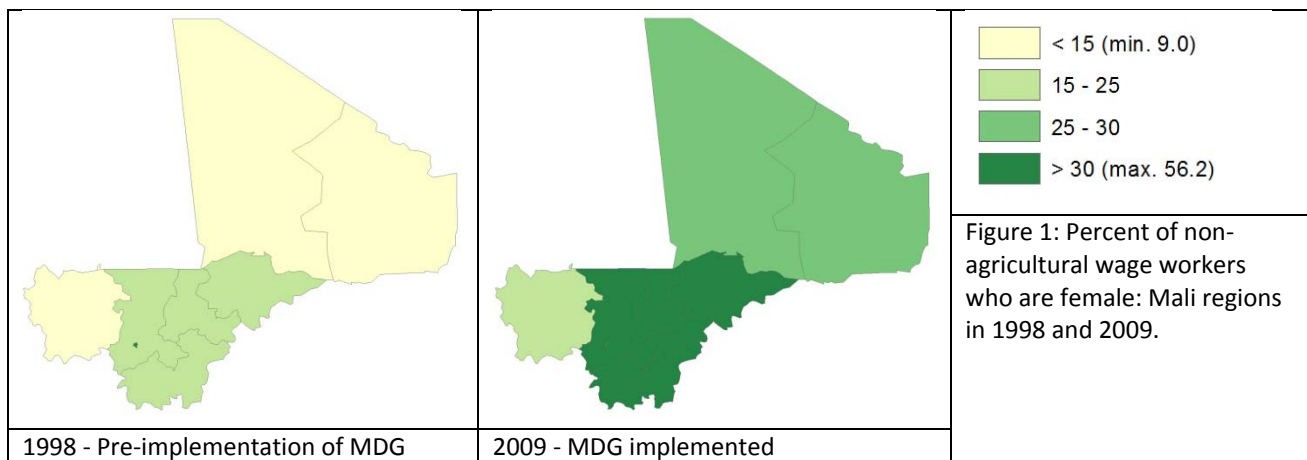 < 15 (min. 9.0)
15 - 25
25 - 30
> 30 (max. 56.2)
Figure 1: Percent of non-
agricultural wage workers
who are female: Mali regions
in 1998 and 2009.
1998 - Pre-implementation of MDG
2009 - MDG implemented